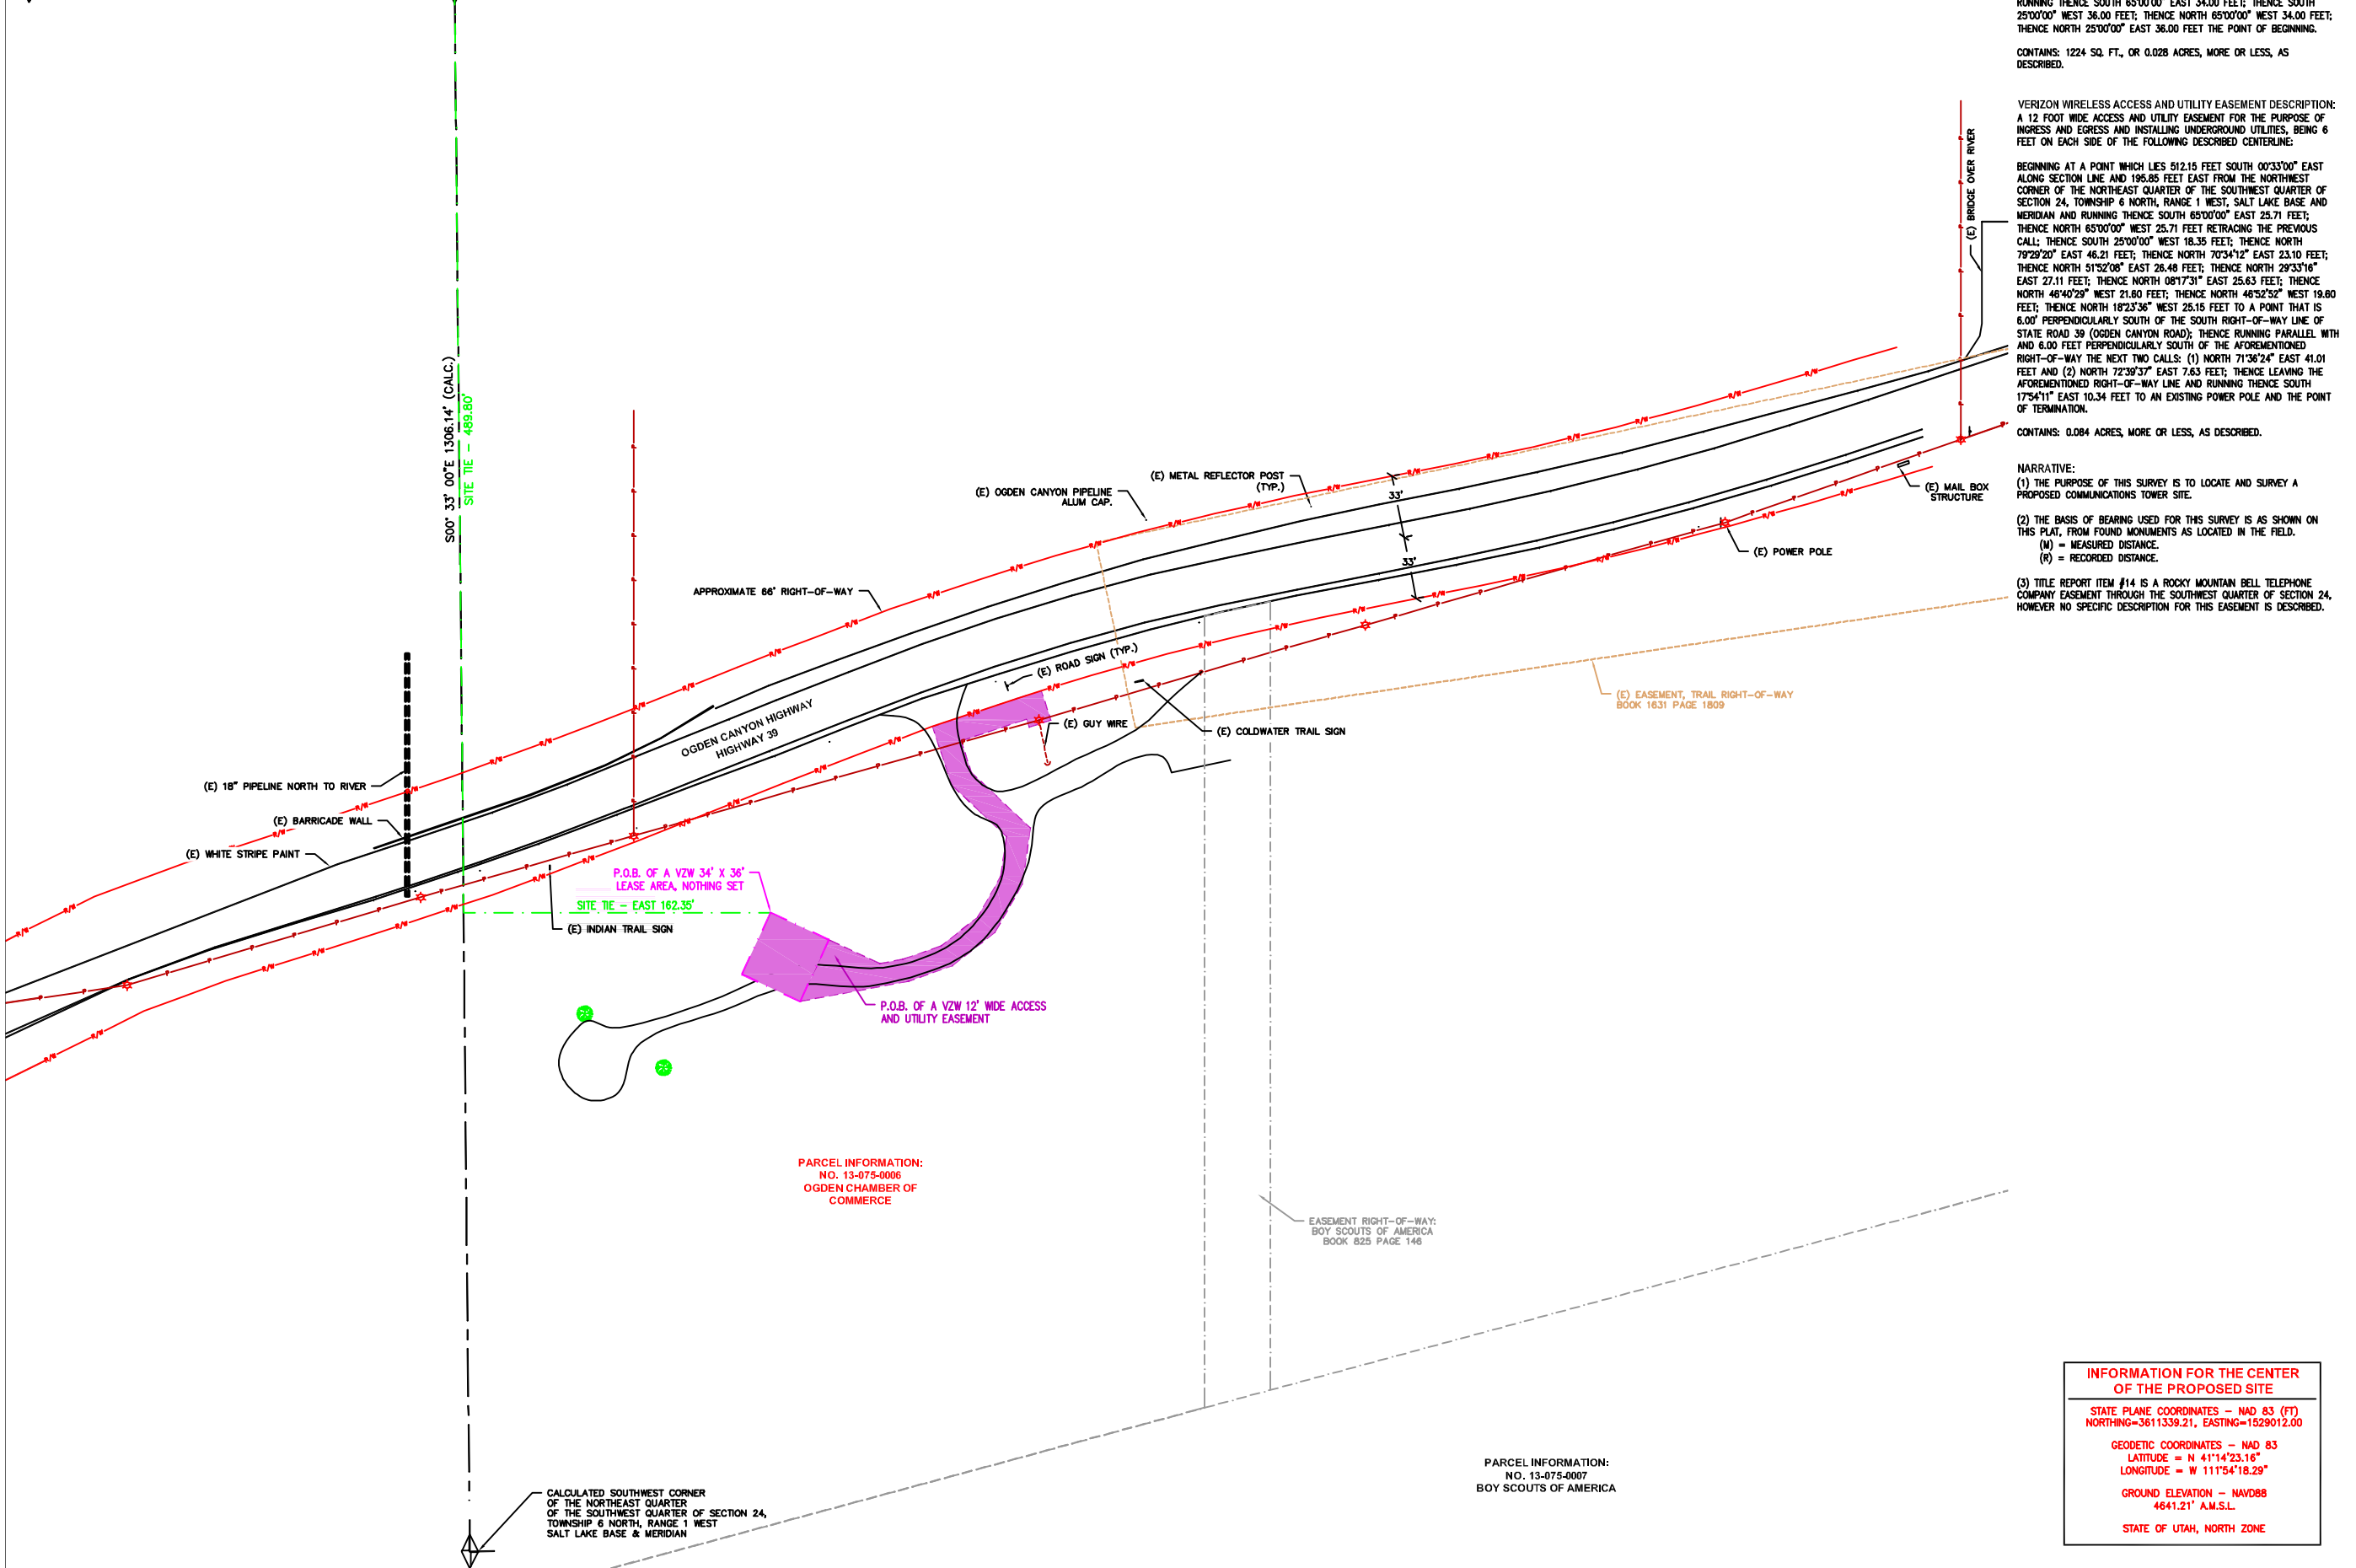 RUNNING THENCE SOUTH 65°00'00" EAST 34.00 FEET; THENCE SOUTH
25°00'00" WEST 36.00 FEET; THENCE NORTH 65°00'00" WEST 34.00 FEET;
THENCE NORTH 25°00'00" EAST 36.00 FEET THE POINT OF BEGINNING.
CONTAINS: 1224 SQ. FT., OR 0.028 ACRES, MORE OR LESS, AS
DESCRIBED.
VERIZON WIRELESS ACCESS AND UTILITY EASEMENT DESCRIPTION:
A 12 FOOT WIDE ACCESS AND UTILITY EASEMENT FOR THE PURPOSE OF
INGRESS AND EGRESS AND INSTALLING UNDERGROUND UTILITIES, BEING 6
FEET ON EACH SIDE OF THE FOLLOWING DESCRIBED CENTERLINE:
BEGINNING AT A POINT WHICH LIES 512.15 FEET SOUTH 00°33'00" EAST
ALONG SECTION LINE AND 195.85 FEET EAST FROM THE NORTHWEST
CORNER OF THE NORTHEAST QUARTER OF THE SOUTHWEST QUARTER OF
SECTION 24, TOWNSHIP 6 NORTH, RANGE 1 WEST, SALT LAKE BASE AND
MERIDIAN AND RUNNING THENCE SOUTH 65°00'00" EAST 25.71 FEET;
THENCE NORTH 65°00'00" WEST 25.71 FEET RETRACING THE PREVIOUS
CALL; THENCE SOUTH 25°00'00" WEST 18.35 FEET; THENCE NORTH
79°29'20" EAST 46.21 FEET; THENCE NORTH 70°34'12" EAST 23.10 FEET;
THENCE NORTH 51°52'08" EAST 26.48 FEET; THENCE NORTH 29°33'16"
EAST 27.11 FEET; THENCE NORTH 08°17'31" EAST 25.63 FEET; THENCE
NORTH 46°40'29" WEST 21.60 FEET; THENCE NORTH 46°52'52" WEST 19.60
FEET; THENCE NORTH 18°23'36" WEST 25.15 FEET TO A POINT THAT IS
6.00' PERPENDICULARLY SOUTH OF THE SOUTH RIGHT-OF-WAY LINE OF
STATE ROAD 39 (OGDEN CANYON ROAD); THENCE RUNNING PARALLEL WITH
AND 6.00 FEET PERPENDICULARLY SOUTH OF THE AFOREMENTIONED
RIGHT-OF-WAY THE NEXT TWO CALLS: (1) NORTH 71°36'24" EAST 41.01
FEET AND (2) NORTH 72°39'37" EAST 7.63 FEET; THENCE LEAVING THE
AFOREMENTIONED RIGHT-OF-WAY LINE AND RUNNING THENCE SOUTH
17°54'11" EAST 10.34 FEET TO AN EXISTING POWER POLE AND THE POINT
OF TERMINATION.
CONTAINS: 0.084 ACRES, MORE OR LESS, AS DESCRIBED.
NARRATIVE:
(1) THE PURPOSE OF THIS SURVEY IS TO LOCATE AND SURVEY A
PROPOSED COMMUNICATIONS TOWER SITE.
(2) THE BASIS OF BEARING USED FOR THIS SURVEY IS AS SHOWN ON
THIS PLAT, FROM FOUND MONUMENTS AS LOCATED IN THE FIELD.
(M) = MEASURED DISTANCE.
(R) = RECORDED DISTANCE.
(3) TITLE REPORT ITEM #14 IS A ROCKY MOUNTAIN BELL TELEPHONE
COMPANY EASEMENT THROUGH THE SOUTHWEST QUARTER OF SECTION 24,
HOWEVER NO SPECIFIC DESCRIPTION FOR THIS EASEMENT IS DESCRIBED.
(E) BRIDGE OVER RIVER
S00° 33' 00"E 1306.14' (CALC.)
SITE TIE - 489.80'
(E) METAL REFLECTOR POST
(TYP.)
(E) OGDEN CANYON PIPELINE
ALUM CAP.
33'
33'
(E) MAIL BOX
STRUCTURE
(E) POWER POLE
APPROXIMATE 66' RIGHT-OF-WAY
(E) ROAD SIGN (TYP.)
(E) EASEMENT, TRAIL RIGHT-OF-WAY
BOOK 1631 PAGE 1809
(E) GUY WIRE
(E) COLDWATER TRAIL SIGN
OGDEN CANYON HIGHWAY
HIGHWAY 39
(E) 18" PIPELINE NORTH TO RIVER
(E) BARRICADE WALL
(E) WHITE STRIPE PAINT
P.O.B. OF A VZW 34' X 36'
LEASE AREA, NOTHING SET
SITE TIE - EAST 162.35'
(E) INDIAN TRAIL SIGN
P.O.B. OF A VZW 12' WIDE ACCESS
AND UTILITY EASEMENT
PARCEL INFORMATION:
NO. 13-075-0006
OGDEN CHAMBER OF
COMMERCE
EASEMENT RIGHT-OF-WAY:
BOY SCOUTS OF AMERICA
BOOK 825 PAGE 146
PARCEL INFORMATION:
NO. 13-075-0007
BOY SCOUTS OF AMERICA
CALCULATED SOUTHWEST CORNER
OF THE NORTHEAST QUARTER
OF THE SOUTHWEST QUARTER OF SECTION 24,
TOWNSHIP 6 NORTH, RANGE 1 WEST
SALT LAKE BASE & MERIDIAN
INFORMATION FOR THE CENTER
OF THE PROPOSED SITE
STATE PLANE COORDINATES - NAD 83 (FT)
NORTHING=3611339.21, EASTING=1529012.00
GEODETIC COORDINATES - NAD 83
LATITUDE = N 41°14'23.16"
LONGITUDE = W 111°54'18.29"
GROUND ELEVATION - NAVD88
4641.21' A.M.S.L.
STATE OF UTAH, NORTH ZONE